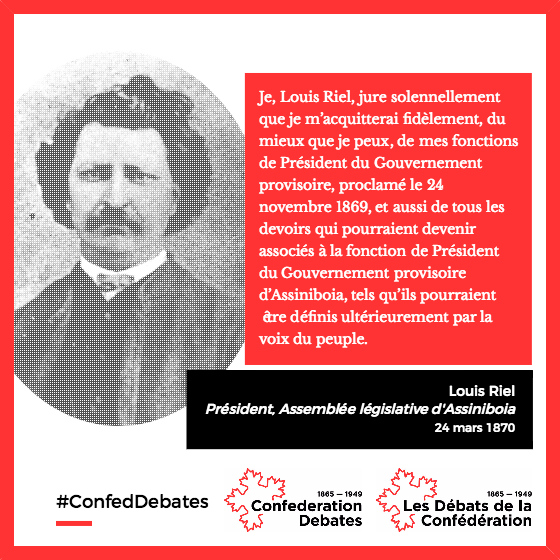 Je, Louis Riel, jure solennellement
que je m'acquitterai fidèlement, du
mieux que je peux, de mes fonctions
de Président du Gouvernement
provisoire, proclamé le 24
novembre 1869, et aussi de tous les
devoirs qui pourraient devenir
associés à la fonction de Président
du Gouvernement provisoire
d'Assiniboia, tels qu'ils pourraient
être définis ultérieurement par la
voix du peuple.
Louis Riel
Président, Assemblée législative d'Assiniboia
24 mars 1870
#ConfedDebates
1865 — 1949
Confederation
Debates
1865 — 1949
Les Débats de la
Confédération